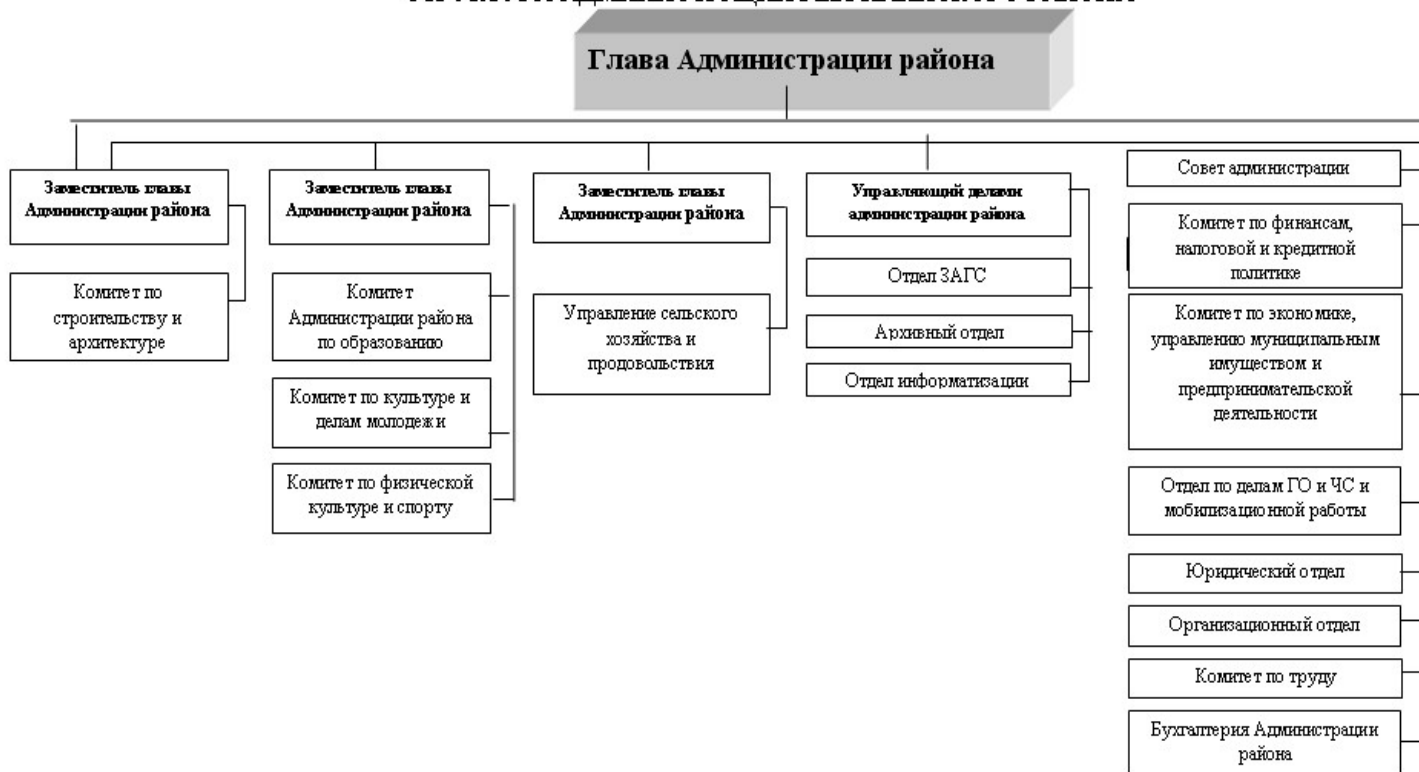 Глава Администрации района
Заместитель главы
Администрации района
Комитет по
строительству и
архитектуре
Заместитель главы
Администрации района
Комитет
Администрации района
по образованию
Комитет по культуре и
делам молодежи
Комитет по физической
культуре и спорту
Заместитель главы
Администрации района
Управление сельского
хозяйства и
продовольствия
Управляющий делами
администрации района
Отдел ЗАГС
Архивный отдел
Отдел информатизации
Совет администрации
Комитет по финансам,
налоговой и кредитной
политике
Комитет по экономике,
управлению муниципальным
имуществом и
предпринимательской
деятельности
Отдел по делам ГО и ЧС и
мобилизационной работы
Юридический отдел
Организационный отдел
Комитет по труду
Бухгалтерия Администрации
района